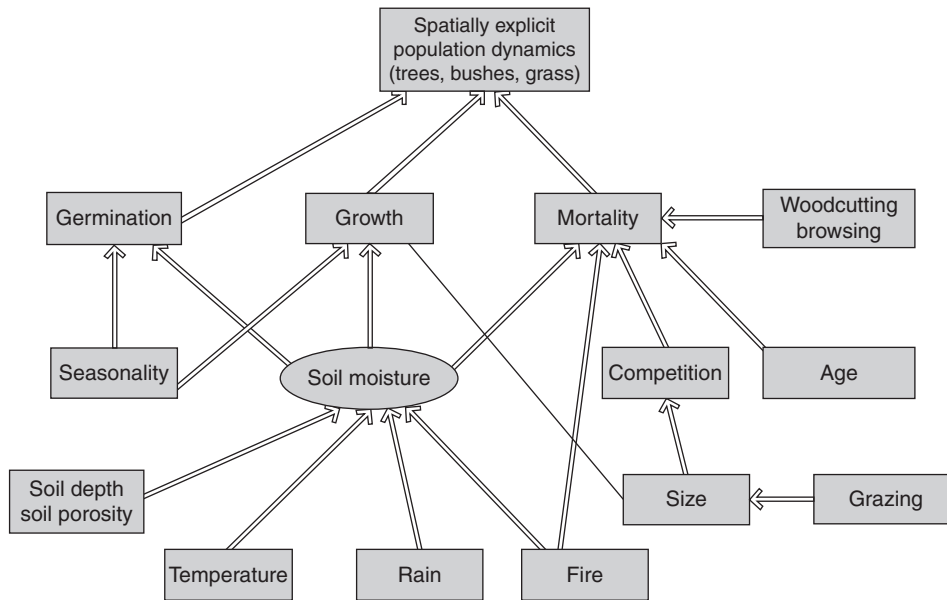 Spatially explicit
population dynamics
(trees, bushes, grass)
Germination
Growth
Mortality
Woodcutting
browsing
Seasonality
Soil moisture
Competition
Age
Soil depth
soil porosity
Size
Grazing
Temperature
Rain
Fire